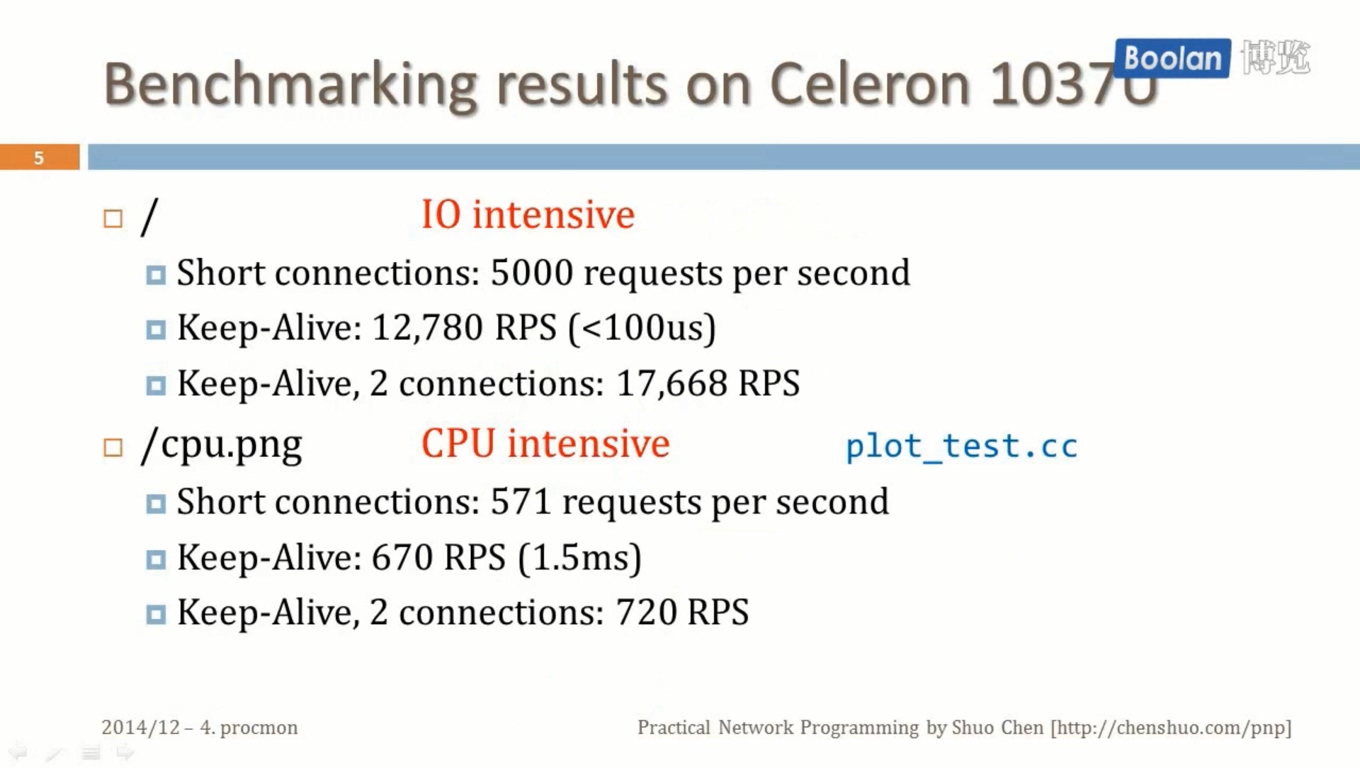 Benchmarking results on Celeron 1037U
Boolan 博览
5
/ IO intensive
Short connections: 5000 requests per second
Keep-Alive: 12,780 RPS (<100us)
Keep-Alive, 2 connections: 17,668 RPS
/cpu.png CPU intensive plot_test.cc
Short connections: 571 requests per second
Keep-Alive: 670 RPS (1.5ms)
Keep-Alive, 2 connections: 720 RPS
2014/12 – 4. procmon Practical Network Programming by Shuo Chen [http://chenshuo.com/pnp]